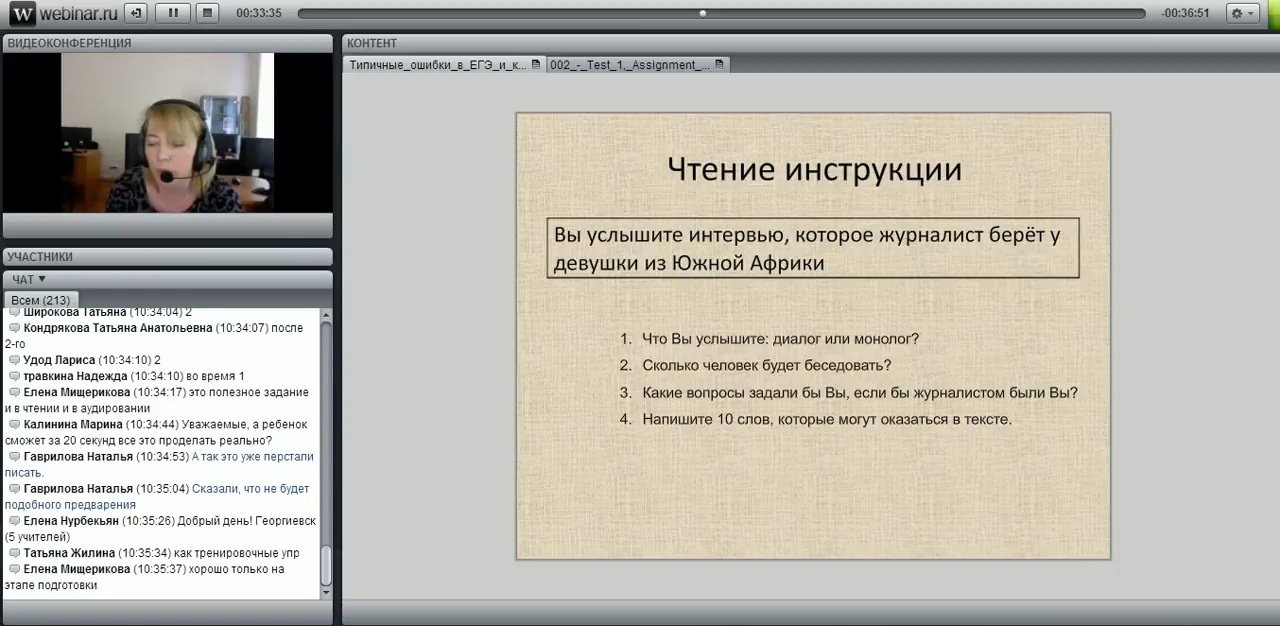 W webinar.ru
00:33:35
-00:36:51
ВИДЕОКОНФЕРЕНЦИЯ
УЧАСТНИКИ
ЧАТ ▼
Всем (213)
Широкова Татьяна (10:34:04) 2
Кондрякова Татьяна Анатольевна (10:34:07) после
2-го
Удод Лариса (10:34:10) 2
травкина Надежда (10:34:10) во время 1
Елена Мищерикова (10:34:17) это полезное задание
и в чтении и в аудировании
Калинина Марина (10:34:44) Уважаемые, а ребенок
сможет за 20 секунд все это проделать реально?
Гаврилова Наталья (10:34:53) А так это уже перстали
писать.
Гаврилова Наталья (10:35:04) Сказали, что не будет
подобного предварения
Елена Нурбекьян (10:35:26) Добрый день! Георгиевск
(5 учителей)
Татьяна Жилина (10:35:34) как тренировочные упр
Елена Мищерикова (10:35:37) хорошо только на
этапе подготовки
КОНТЕНТ
Типичные_ошибки_в_ЕГЭ_и_к...
002_-_Test_1,_Assignment_...
Чтение инструкции
Вы услышите интервью, которое журналист берёт у
девушки из Южной Африки
1. Что Вы услышите: диалог или монолог?
2. Сколько человек будет беседовать?
3. Какие вопросы задали бы Вы, если бы журналистом были Вы?
4. Напишите 10 слов, которые могут оказаться в тексте.